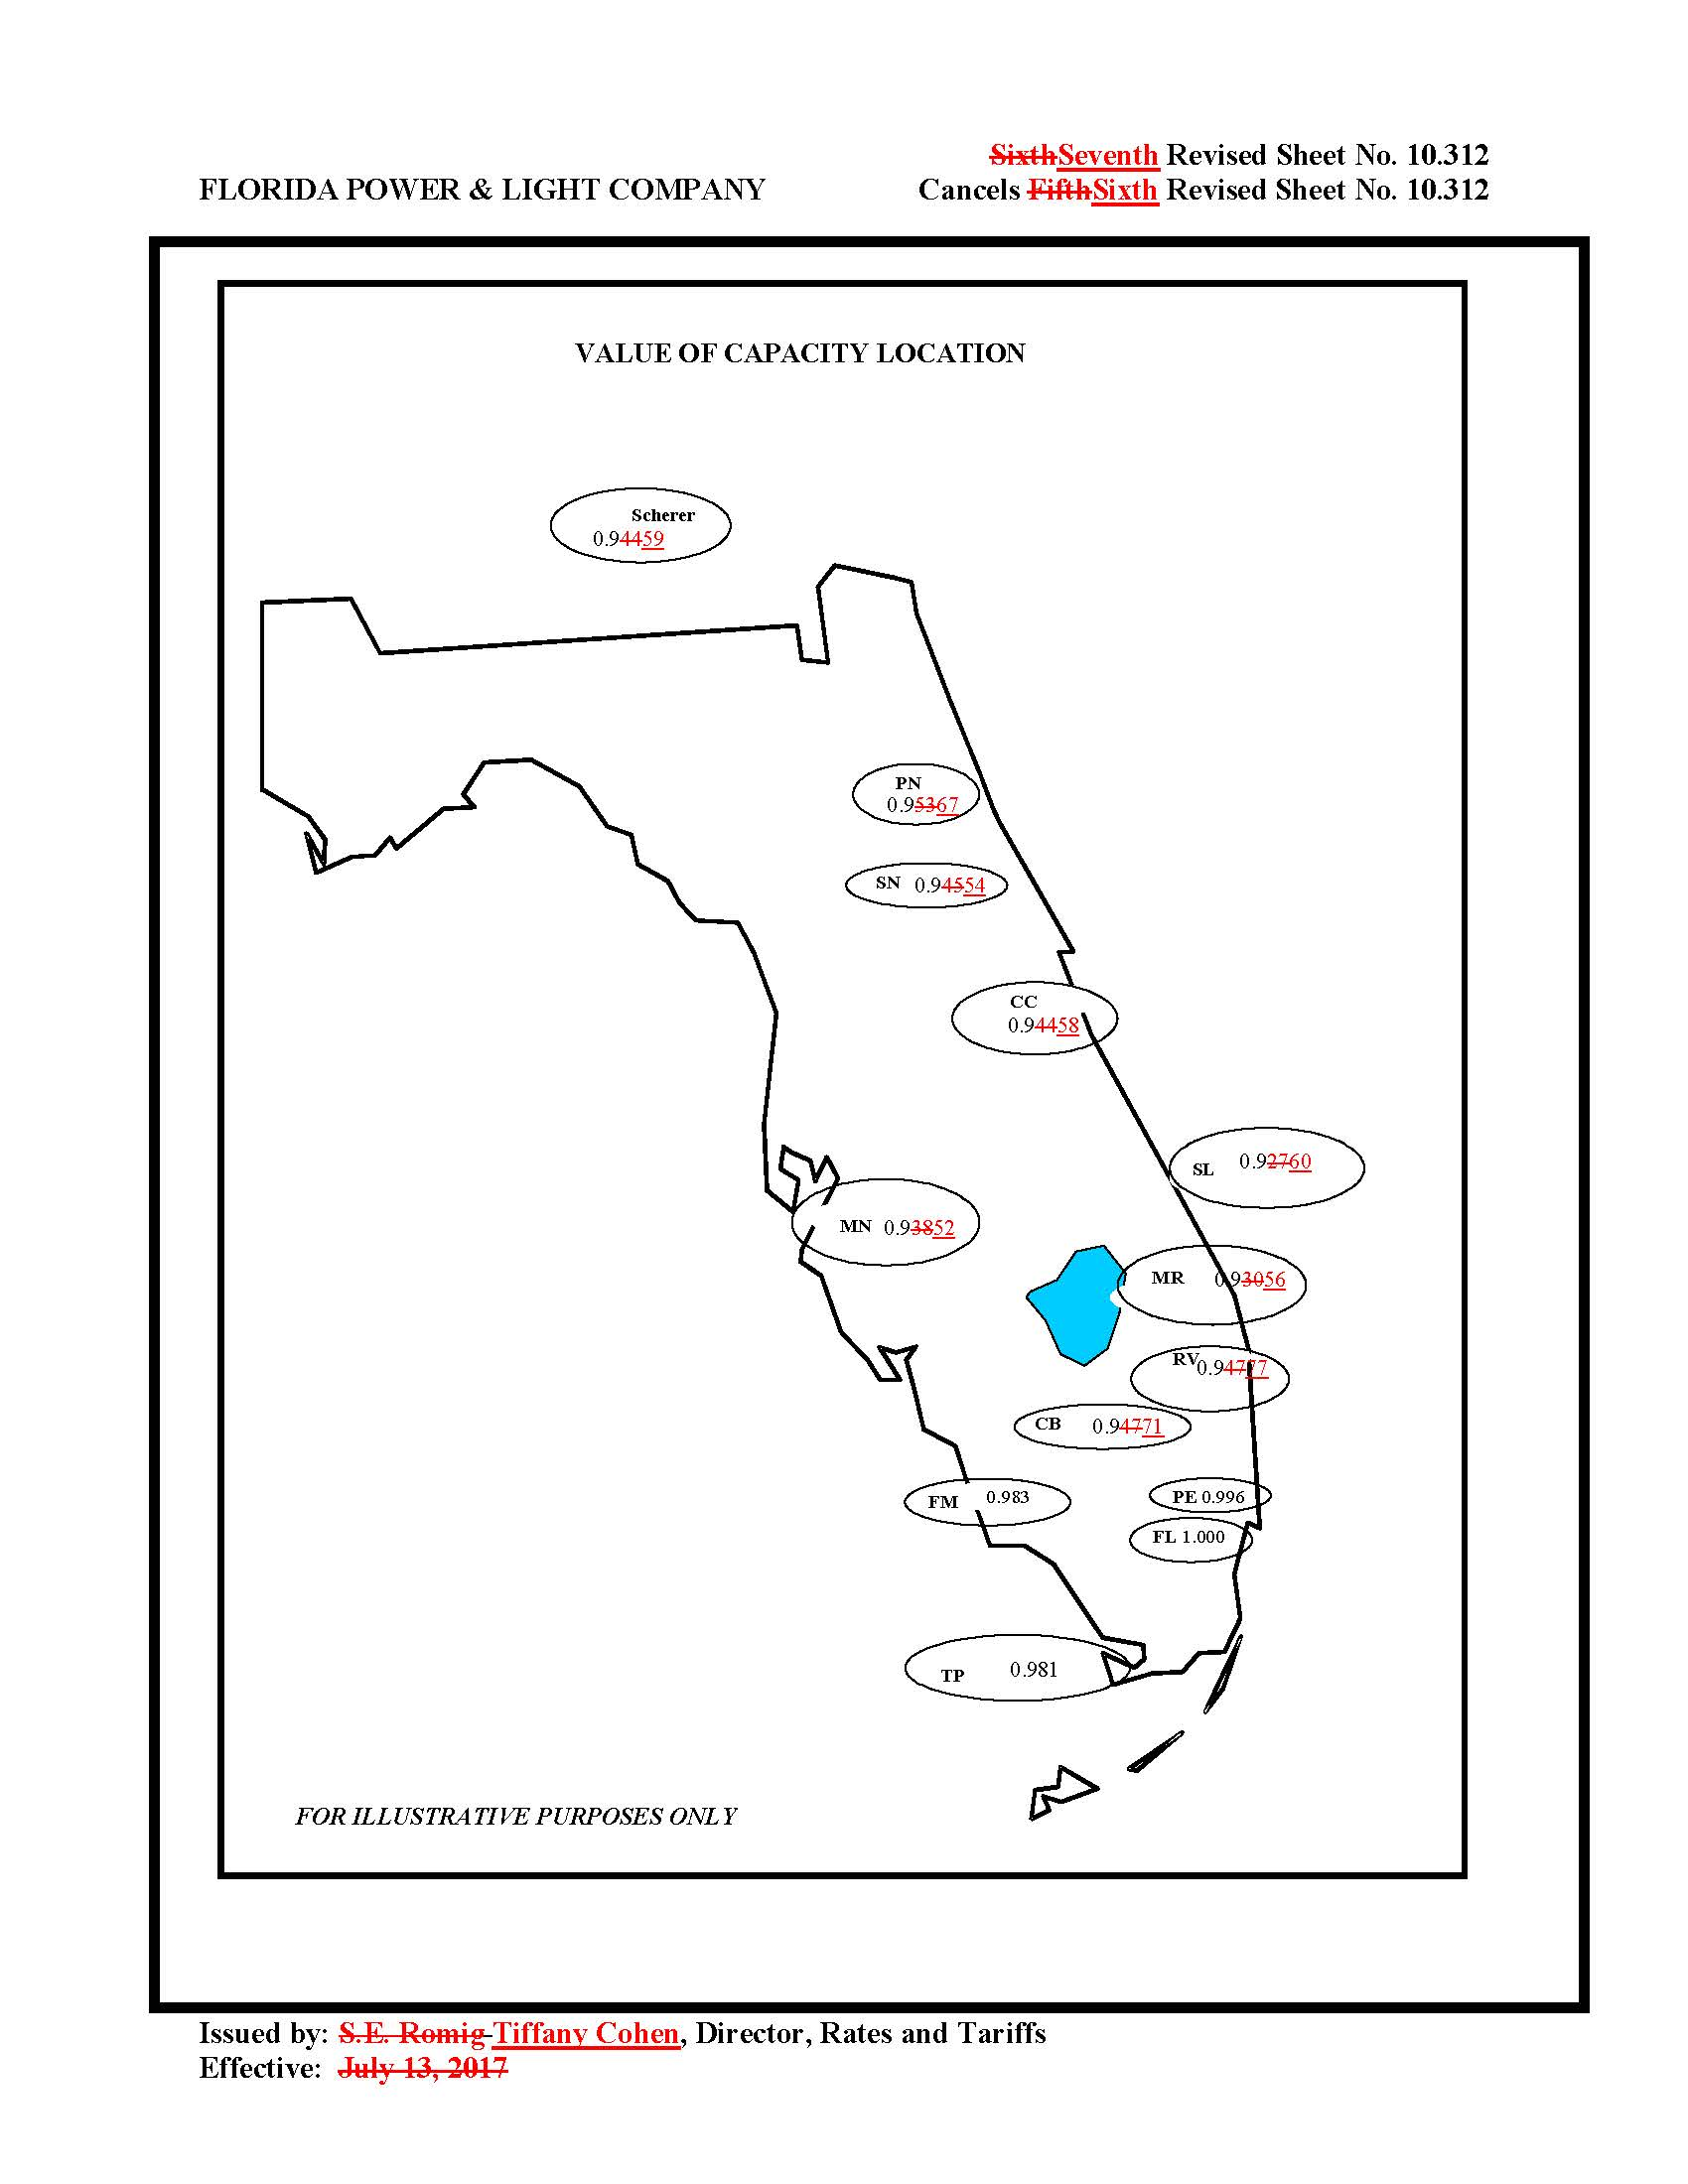 SixthSeventh Revised Sheet No. 10.312
FLORIDA POWER & LIGHT COMPANY Cancels FifthSixth Revised Sheet No. 10.312
VALUE OF CAPACITY LOCATION
Scherer
0.94459
PN
0.95367
SN 0.94554
CC
0.94458
SL 0.92760
MN 0.93852
MR 0.93056
RV 0.94777
CB 0.94771
FM 0.983
PE 0.996
FL 1.000
TP 0.981
FOR ILLUSTRATIVE PURPOSES ONLY
Issued by: S.E. Romig Tiffany Cohen, Director, Rates and Tariffs
Effective: July 13, 2017